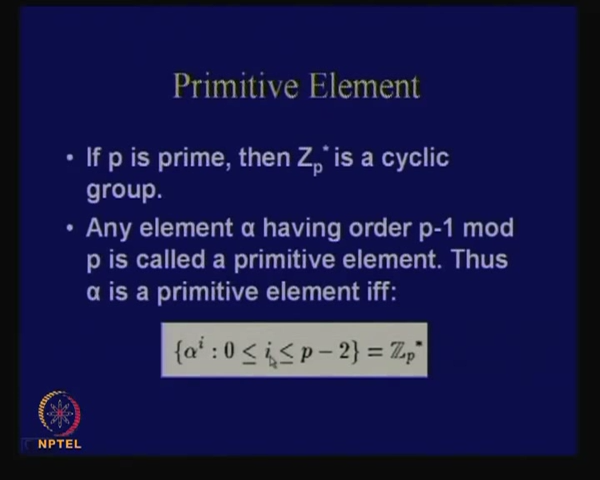 Primitive Element
• If p is prime, then Zₚ* is a cyclic
group.
• Any element α having order p-1 mod
p is called a primitive element. Thus
α is a primitive element iff:
{αⁱ : 0 ≤ i ≤ p − 2} = ℤₚ*
NPTEL